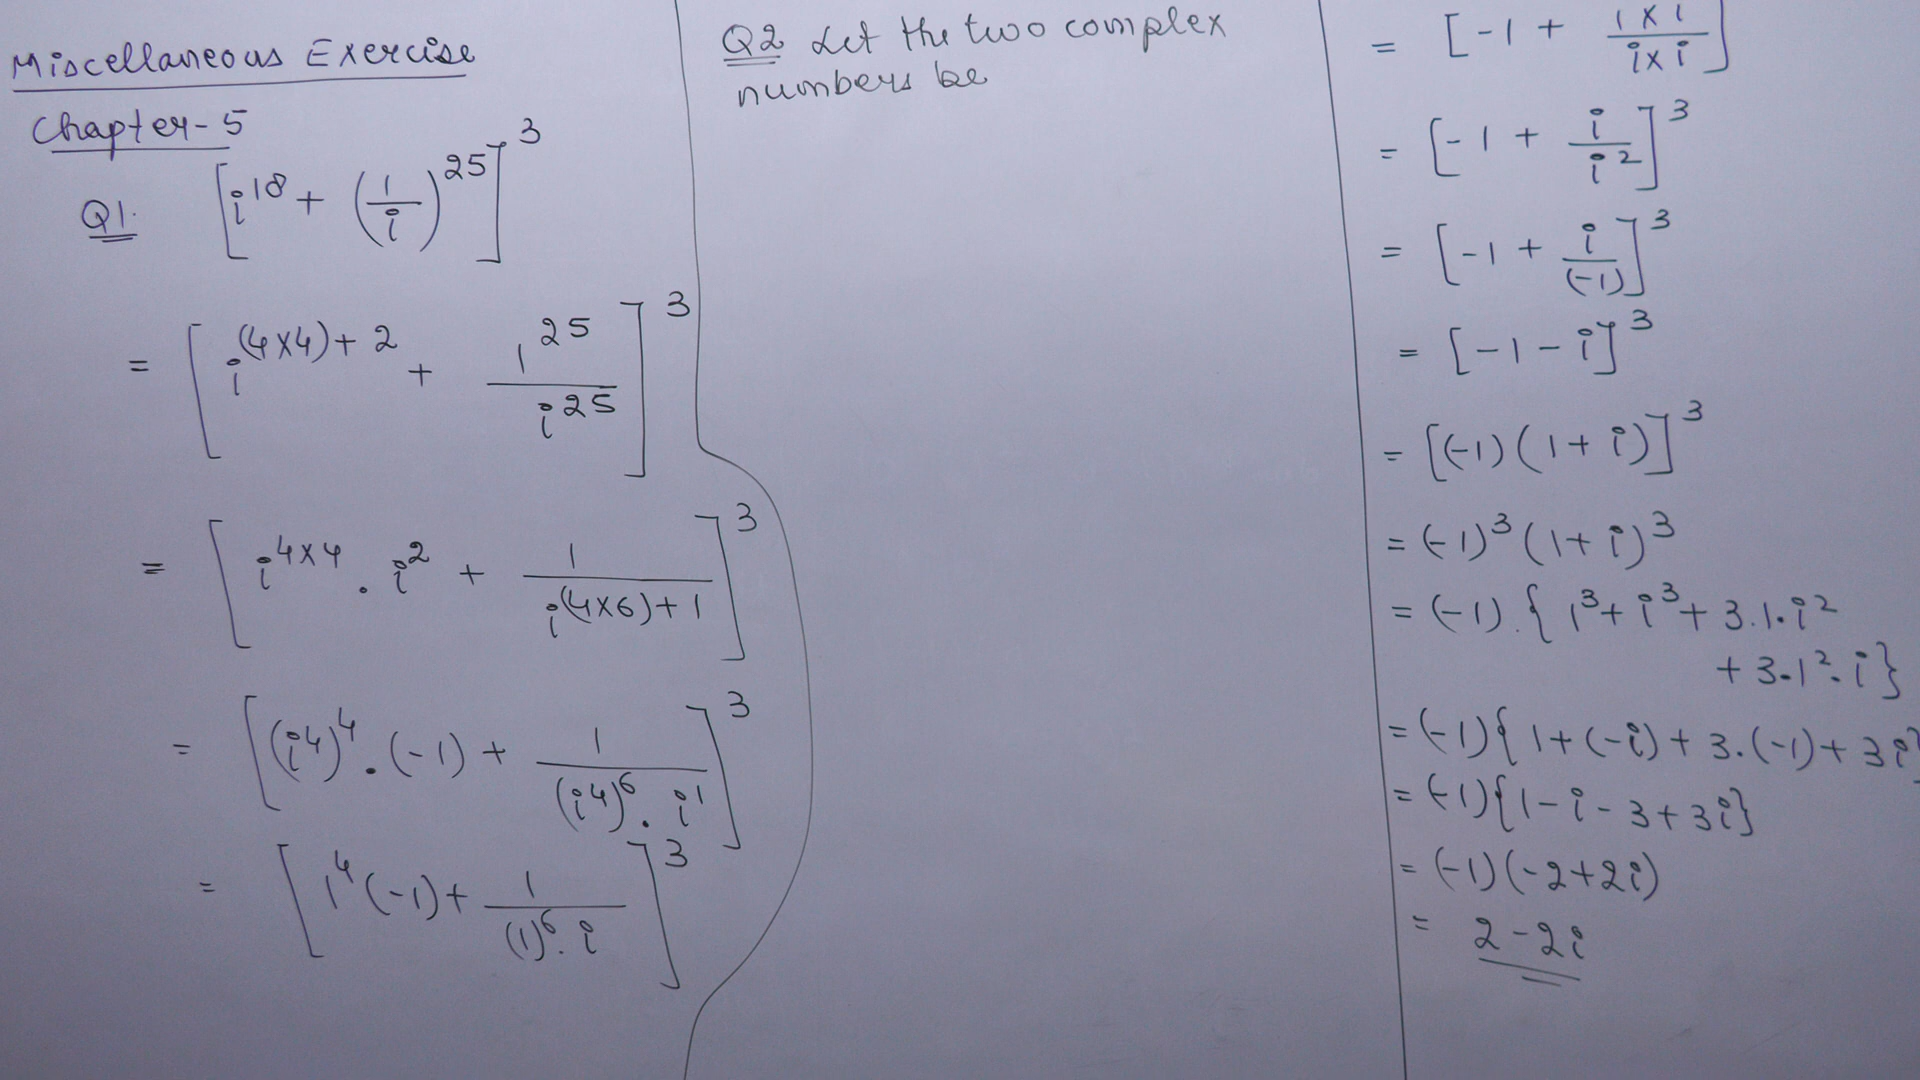 Miscellaneous Exercise
Chapter-5
Q1. [i^18 + (1/i)^25]^3
= [i^(4×4)+2 + 1^25/i^25]^3
= [i^4×4 . i^2 + 1/i^(4×6)+1]^3
= [(i^4)^4 . (-1) + 1/(i^4)^6 . i^1]^3
= [1^4 (-1) + 1/(1)^6 . i]^3
Q2 Let the two complex
numbers be
= [-1 + 1×i/i×i]
= [-1 + i/i^2]^3
= [-1 + i/(-1)]^3
= [-1 - i]^3
= [(-1)(1+i)]^3
= (-1)^3 (1+i)^3
= (-1).{1^3 + i^3 + 3.1.i^2
+ 3.1^2.i}
= (-1){1+(-i)+3.(-1)+3i}
= (-1){1-i-3+3i}
= (-1)(-2+2i)
= 2-2i